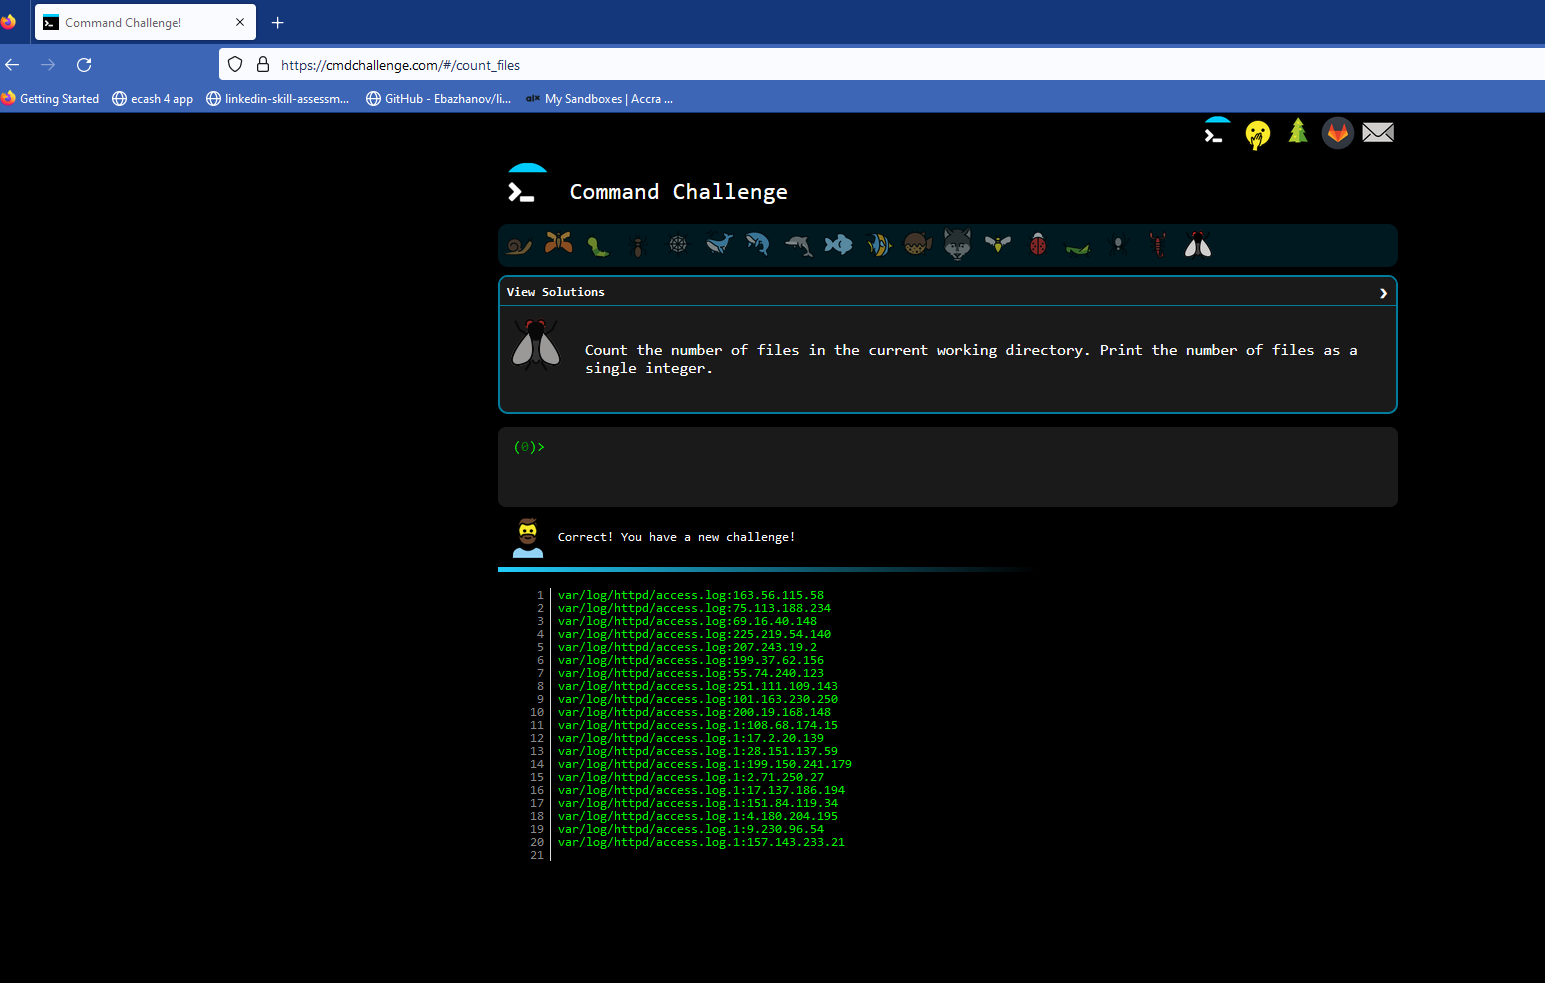 Command Challenge!
https://cmdchallenge.com/#/count_files
Getting Started ecash 4 app linkedin-skill-assessm... GitHub - Ebazhanov/li... My Sandboxes | Accra ...
Command Challenge
View Solutions
Count the number of files in the current working directory. Print the number of files as a
single integer.
(0)>
Correct! You have a new challenge!
1 var/log/httpd/access.log:163.56.115.58
2 var/log/httpd/access.log:75.113.188.234
3 var/log/httpd/access.log:69.16.40.148
4 var/log/httpd/access.log:225.219.54.140
5 var/log/httpd/access.log:207.243.19.2
6 var/log/httpd/access.log:199.37.62.156
7 var/log/httpd/access.log:55.74.240.123
8 var/log/httpd/access.log:251.111.109.143
9 var/log/httpd/access.log:101.163.230.250
10 var/log/httpd/access.log:200.19.168.148
11 var/log/httpd/access.log.1:108.68.174.15
12 var/log/httpd/access.log.1:17.2.20.139
13 var/log/httpd/access.log.1:28.151.137.59
14 var/log/httpd/access.log.1:199.150.241.179
15 var/log/httpd/access.log.1:2.71.250.27
16 var/log/httpd/access.log.1:17.137.186.194
17 var/log/httpd/access.log.1:151.84.119.34
18 var/log/httpd/access.log.1:4.180.204.195
19 var/log/httpd/access.log.1:9.230.96.54
20 var/log/httpd/access.log.1:157.143.233.21
21